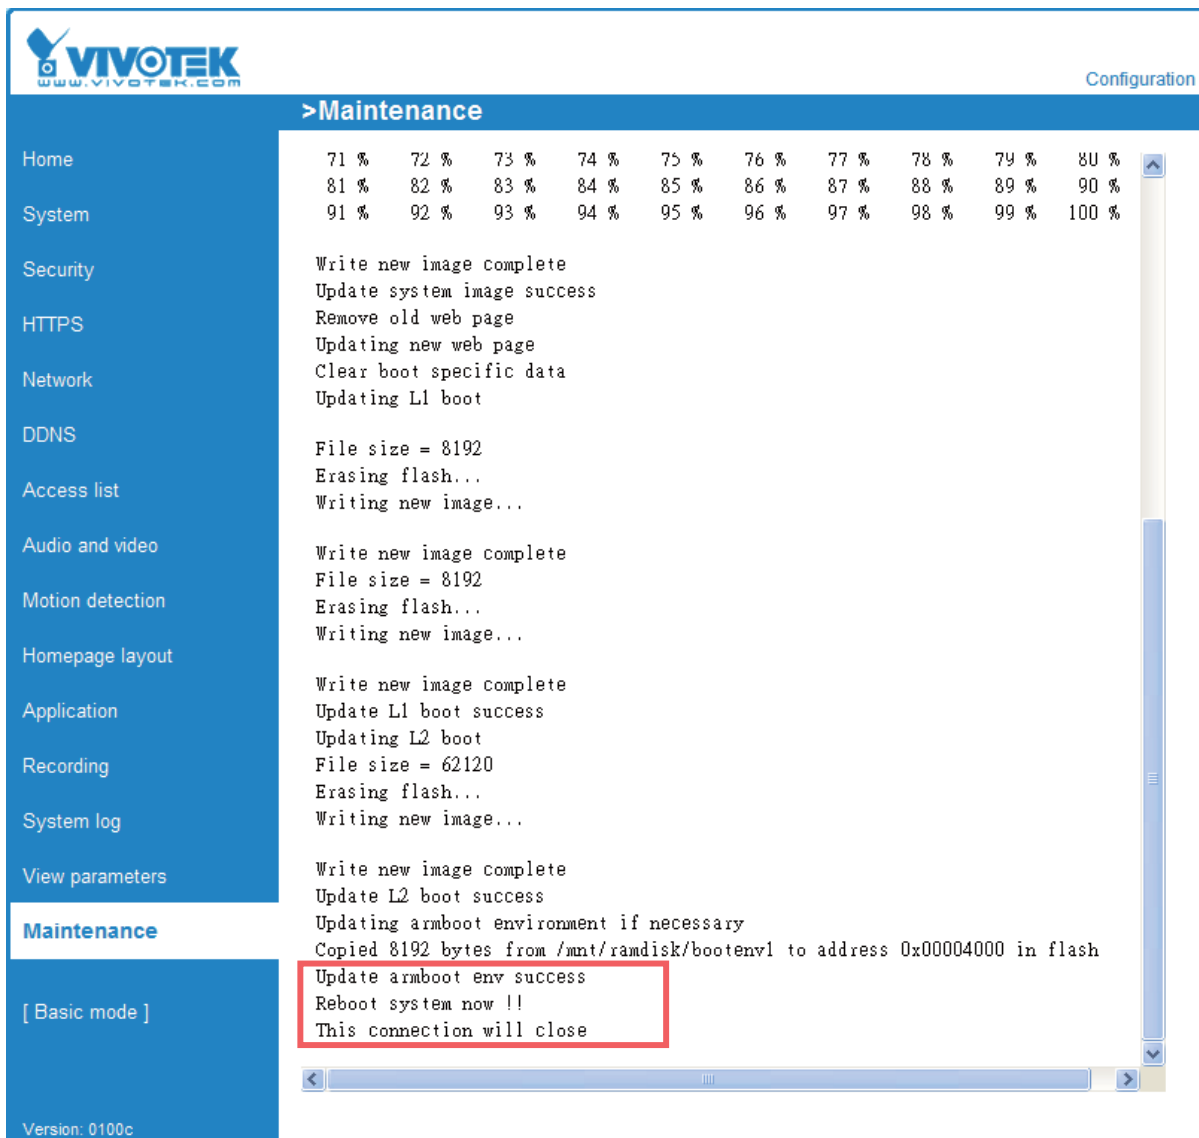 VIVOTEK
www.vivotek.com
Configuration
>Maintenance
Home
System
Security
HTTPS
Network
DDNS
Access list
Audio and video
Motion detection
Homepage layout
Application
Recording
System log
View parameters
Maintenance
[ Basic mode ]
Version: 0100c
71 % 72 % 73 % 74 % 75 % 76 % 77 % 78 % 79 % 80 %
81 % 82 % 83 % 84 % 85 % 86 % 87 % 88 % 89 % 90 %
91 % 92 % 93 % 94 % 95 % 96 % 97 % 98 % 99 % 100 %
Write new image complete
Update system image success
Remove old web page
Updating new web page
Clear boot specific data
Updating L1 boot
File size = 8192
Erasing flash...
Writing new image...
Write new image complete
File size = 8192
Erasing flash...
Writing new image...
Write new image complete
Update L1 boot success
Updating L2 boot
File size = 62120
Erasing flash...
Writing new image...
Write new image complete
Update L2 boot success
Updating armboot environment if necessary
Copied 8192 bytes from /mnt/ramdisk/bootenv1 to address 0x00004000 in flash
Update armboot env success
Reboot system now !!
This connection will close